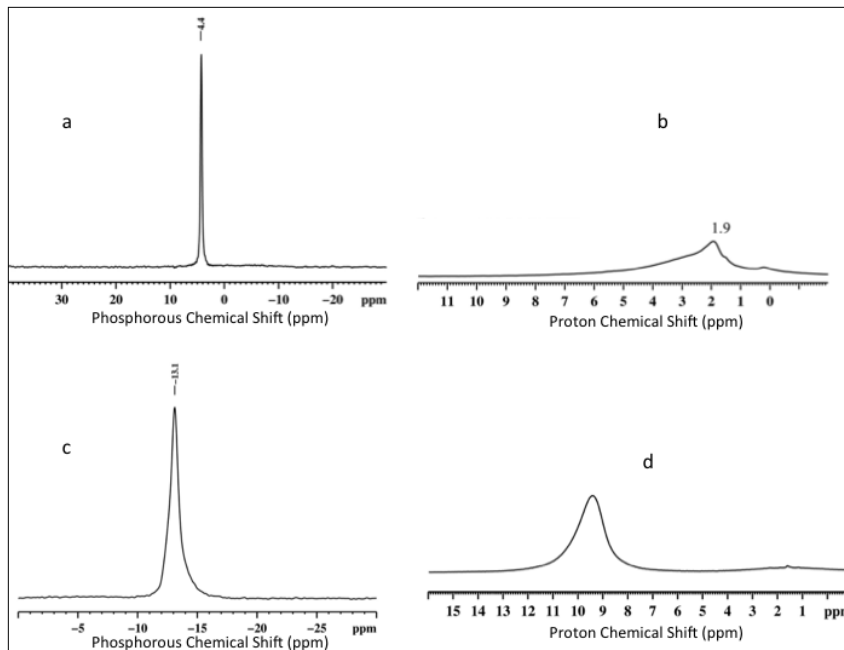 4.4
a
30 20 10 0 -10 -20 ppm
Phosphorous Chemical Shift (ppm)
b
1.9
11 10 9 8 7 6 5 4 3 2 1 0
Proton Chemical Shift (ppm)
-13.1
c
-5 -10 -15 -20 -25 ppm
Phosphorous Chemical Shift (ppm)
d
15 14 13 12 11 10 9 8 7 6 5 4 3 2 1 ppm
Proton Chemical Shift (ppm)